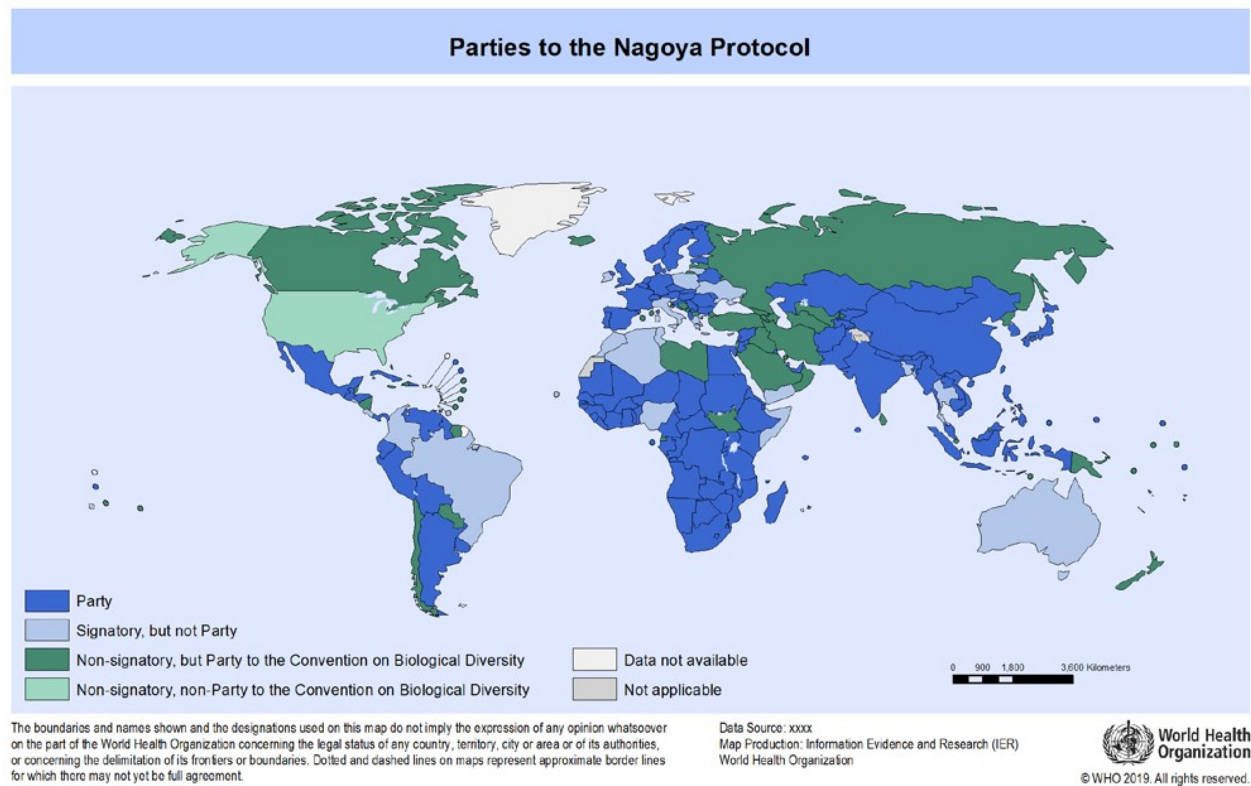 Parties to the Nagoya Protocol
Party
Signatory, but not Party
Non-signatory, but Party to the Convention on Biological Diversity
Non-signatory, non-Party to the Convention on Biological Diversity
Data not available
Not applicable
0 900 1,800 3,600 Kilometers
The boundaries and names shown and the designations used on this map do not imply the expression of any opinion whatsoever
on the part of the World Health Organization concerning the legal status of any country, territory, city or area or of its authorities,
or concerning the delimitation of its frontiers or boundaries. Dotted and dashed lines on maps represent approximate border lines
for which there may not yet be full agreement.
Data Source: xxxx
Map Production: Information Evidence and Research (IER)
World Health Organization
World Health
Organization
© WHO 2019. All rights reserved.